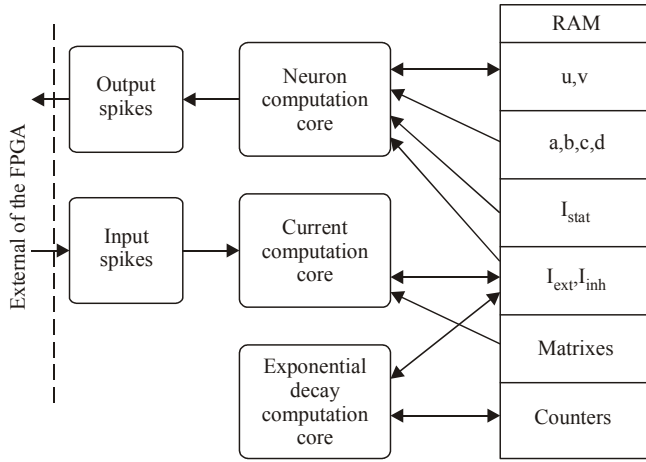 External of the FPGA
Output
spikes
Neuron
computation
core
Input
spikes
Current
computation
core
Exponential
decay
computation
core
RAM
u,v
a,b,c,d
I_stat
I_ext,I_inh
Matrixes
Counters